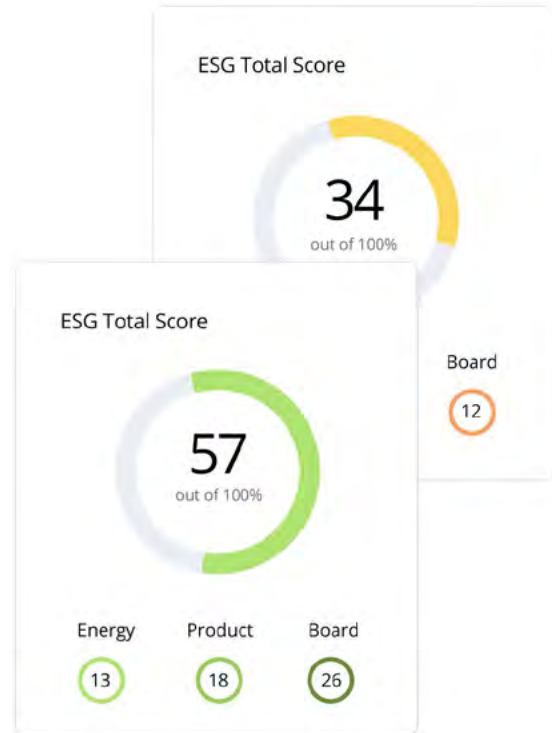 ESG Total Score
34
out of 100%
Board
12
ESG Total Score
57
out of 100%
Energy Product Board
13 18 26